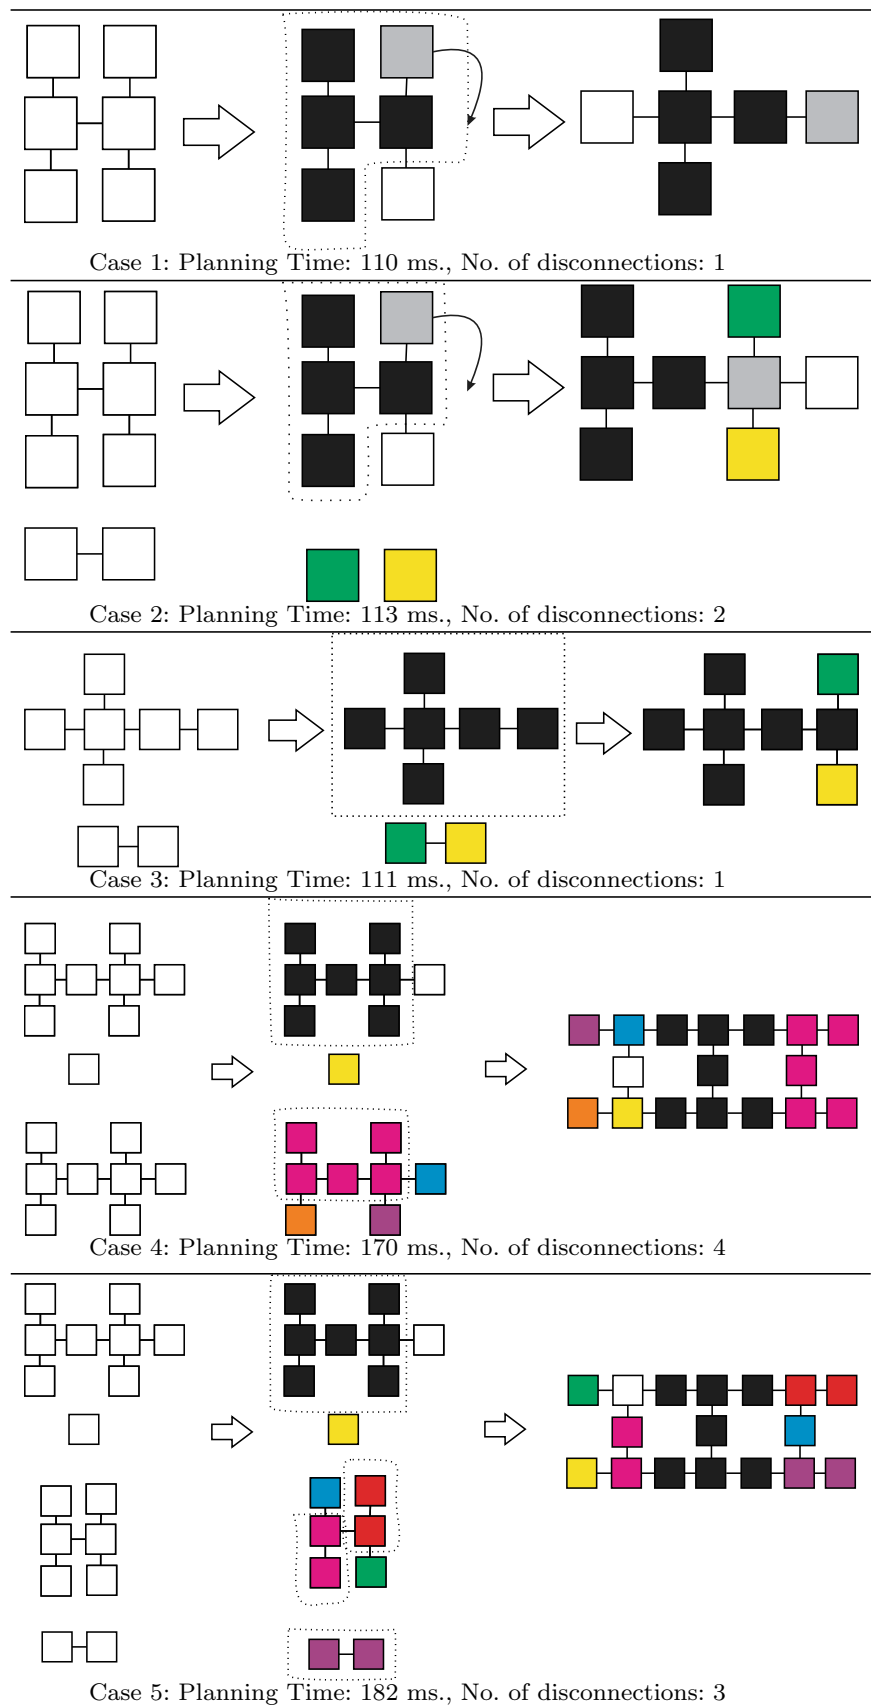 Case 1: Planning Time: 110 ms., No. of disconnections: 1
Case 2: Planning Time: 113 ms., No. of disconnections: 2
Case 3: Planning Time: 111 ms., No. of disconnections: 1
Case 4: Planning Time: 170 ms., No. of disconnections: 4
Case 5: Planning Time: 182 ms., No. of disconnections: 3